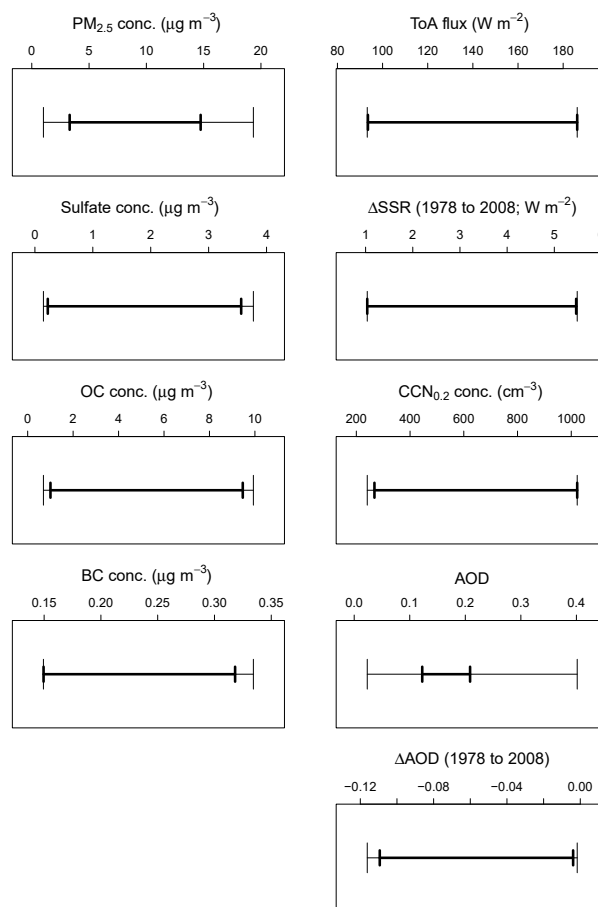 PM₂.₅ conc. (μg m⁻³)
0 5 10 15 20
ToA flux (W m⁻²)
80 100 120 140 160 180
Sulfate conc. (μg m⁻³)
0 1 2 3 4
ΔSSR (1978 to 2008; W m⁻²)
1 2 3 4 5 6
OC conc. (μg m⁻³)
0 2 4 6 8 10
CCN₀.₂ conc. (cm⁻³)
200 400 600 800 1000
BC conc. (μg m⁻³)
0.15 0.20 0.25 0.30 0.35
AOD
0.0 0.1 0.2 0.3 0.4
ΔAOD (1978 to 2008)
−0.12 −0.08 −0.04 0.00